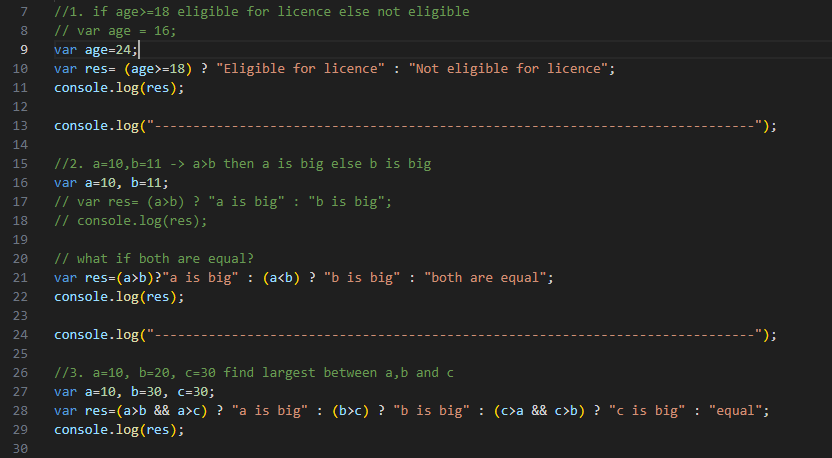 7 //1. if age>=18 eligible for licence else not eligible
8 // var age = 16;
9 var age=24;
10 var res= (age>=18) ? "Eligible for licence" : "Not eligible for licence";
11 console.log(res);
12
13 console.log("------------------------------------------------------------------------------");
14
15 //2. a=10,b=11 -> a>b then a is big else b is big
16 var a=10, b=11;
17 // var res= (a>b) ? "a is big" : "b is big";
18 // console.log(res);
19
20 // what if both are equal?
21 var res=(a>b)?"a is big" : (a<b) ? "b is big" : "both are equal";
22 console.log(res);
23
24 console.log("------------------------------------------------------------------------------");
25
26 //3. a=10, b=20, c=30 find largest between a,b and c
27 var a=10, b=30, c=30;
28 var res=(a>b && a>c) ? "a is big" : (b>c) ? "b is big" : (c>a && c>b) ? "c is big" : "equal";
29 console.log(res);
30